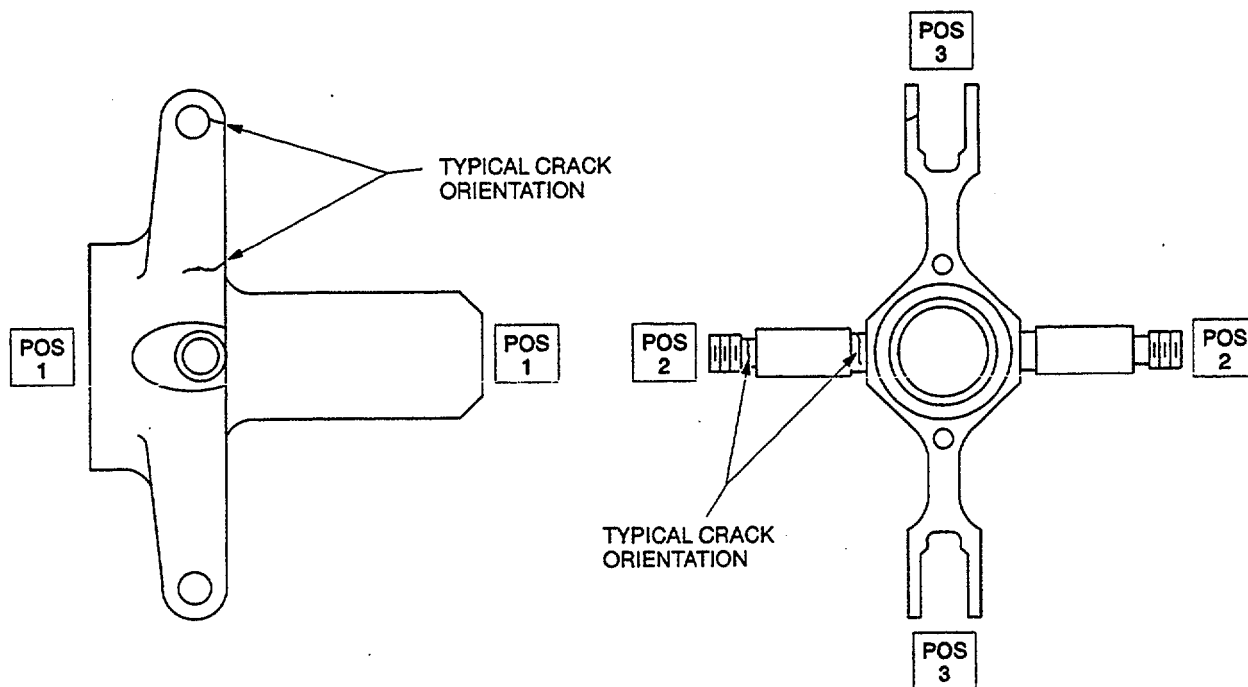 POS
3
TYPICAL CRACK
ORIENTATION
POS
1
POS
1
POS
2
POS
2
TYPICAL CRACK
ORIENTATION
POS
3